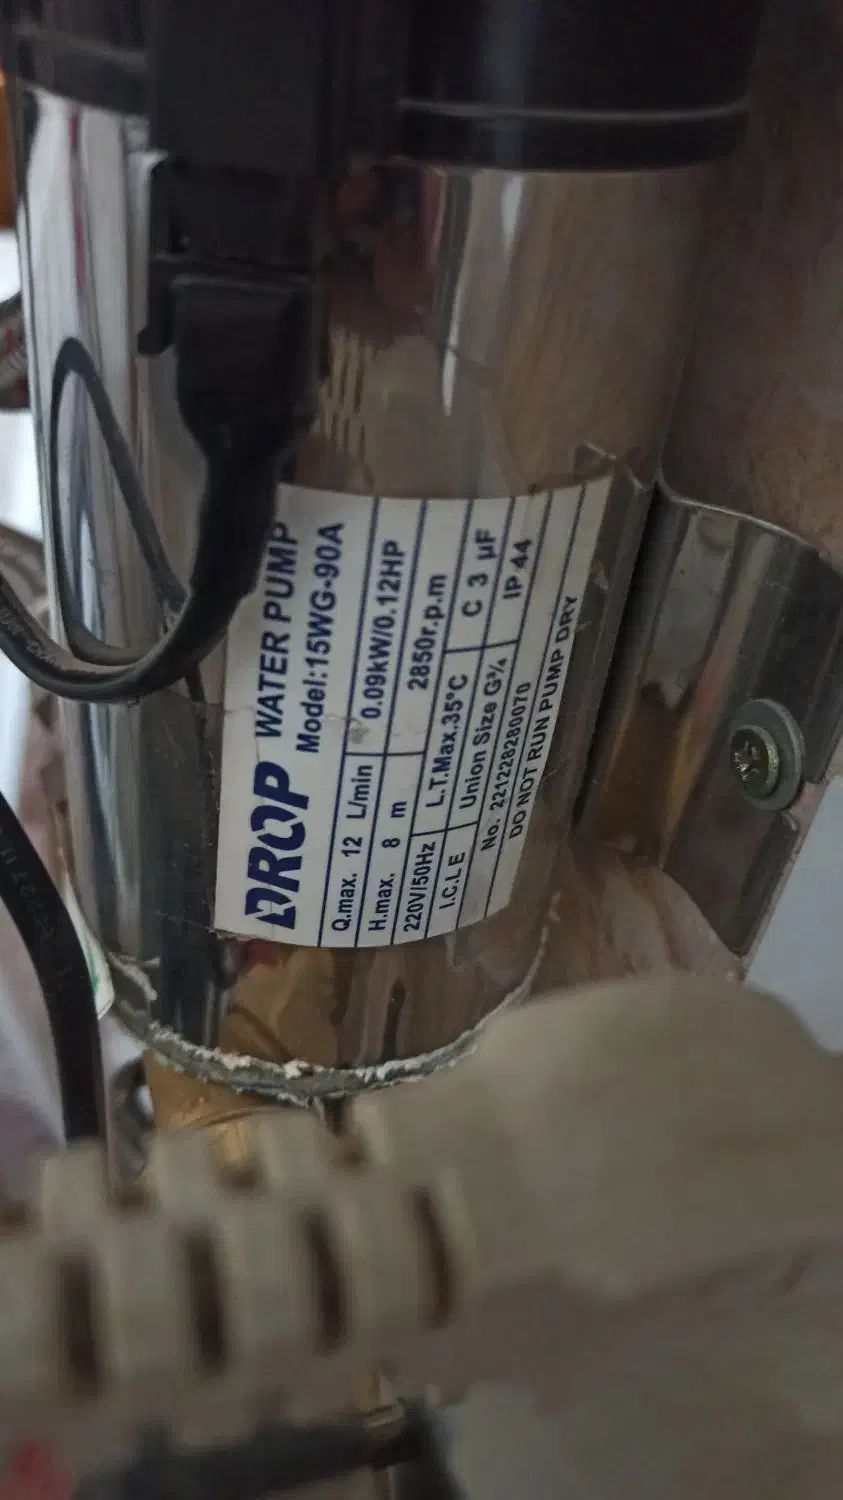 DROP WATER PUMP
Model:15WG-90A
Q.max. 12 L/min 0.09kW/0.12HP
H.max. 8 m 2850r.p.m
220V/50Hz L.T.Max.35°C C 3 µF
I.C.L E Union Size G¾ IP 44
No. 221228280070
DO NOT RUN PUMP DRY